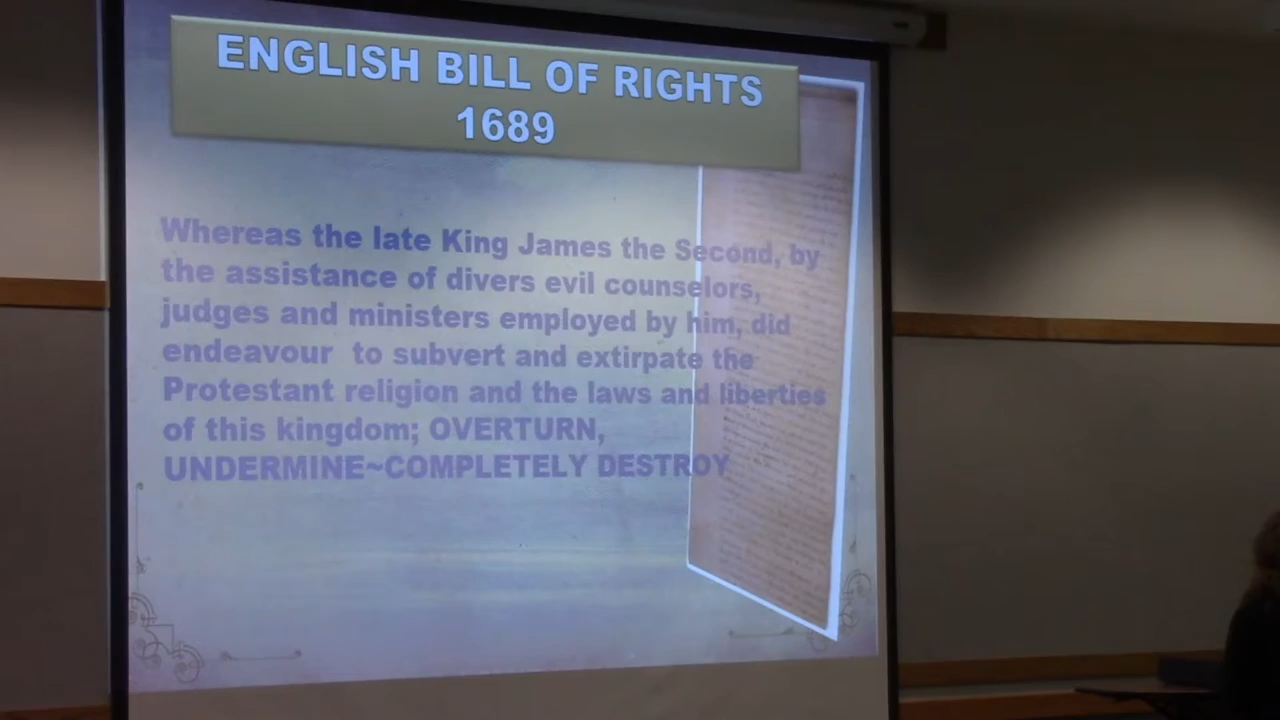 ENGLISH BILL OF RIGHTS
1689
Whereas the late King James the Second, by
the assistance of divers evil counselors,
judges and ministers employed by him, did
endeavour  to subvert and extirpate the
Protestant religion and the laws and liberties
of this kingdom; OVERTURN,
UNDERMINE~COMPLETELY DESTROY